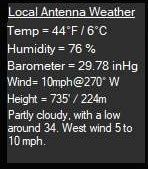 Local Antenna Weather
Temp = 44°F / 6°C
Humidity = 76 %
Barometer = 29.78 inHg
Wind= 10mph@270° W
Height = 735' / 224m
Partly cloudy, with a low
around 34. West wind 5 to
10 mph.